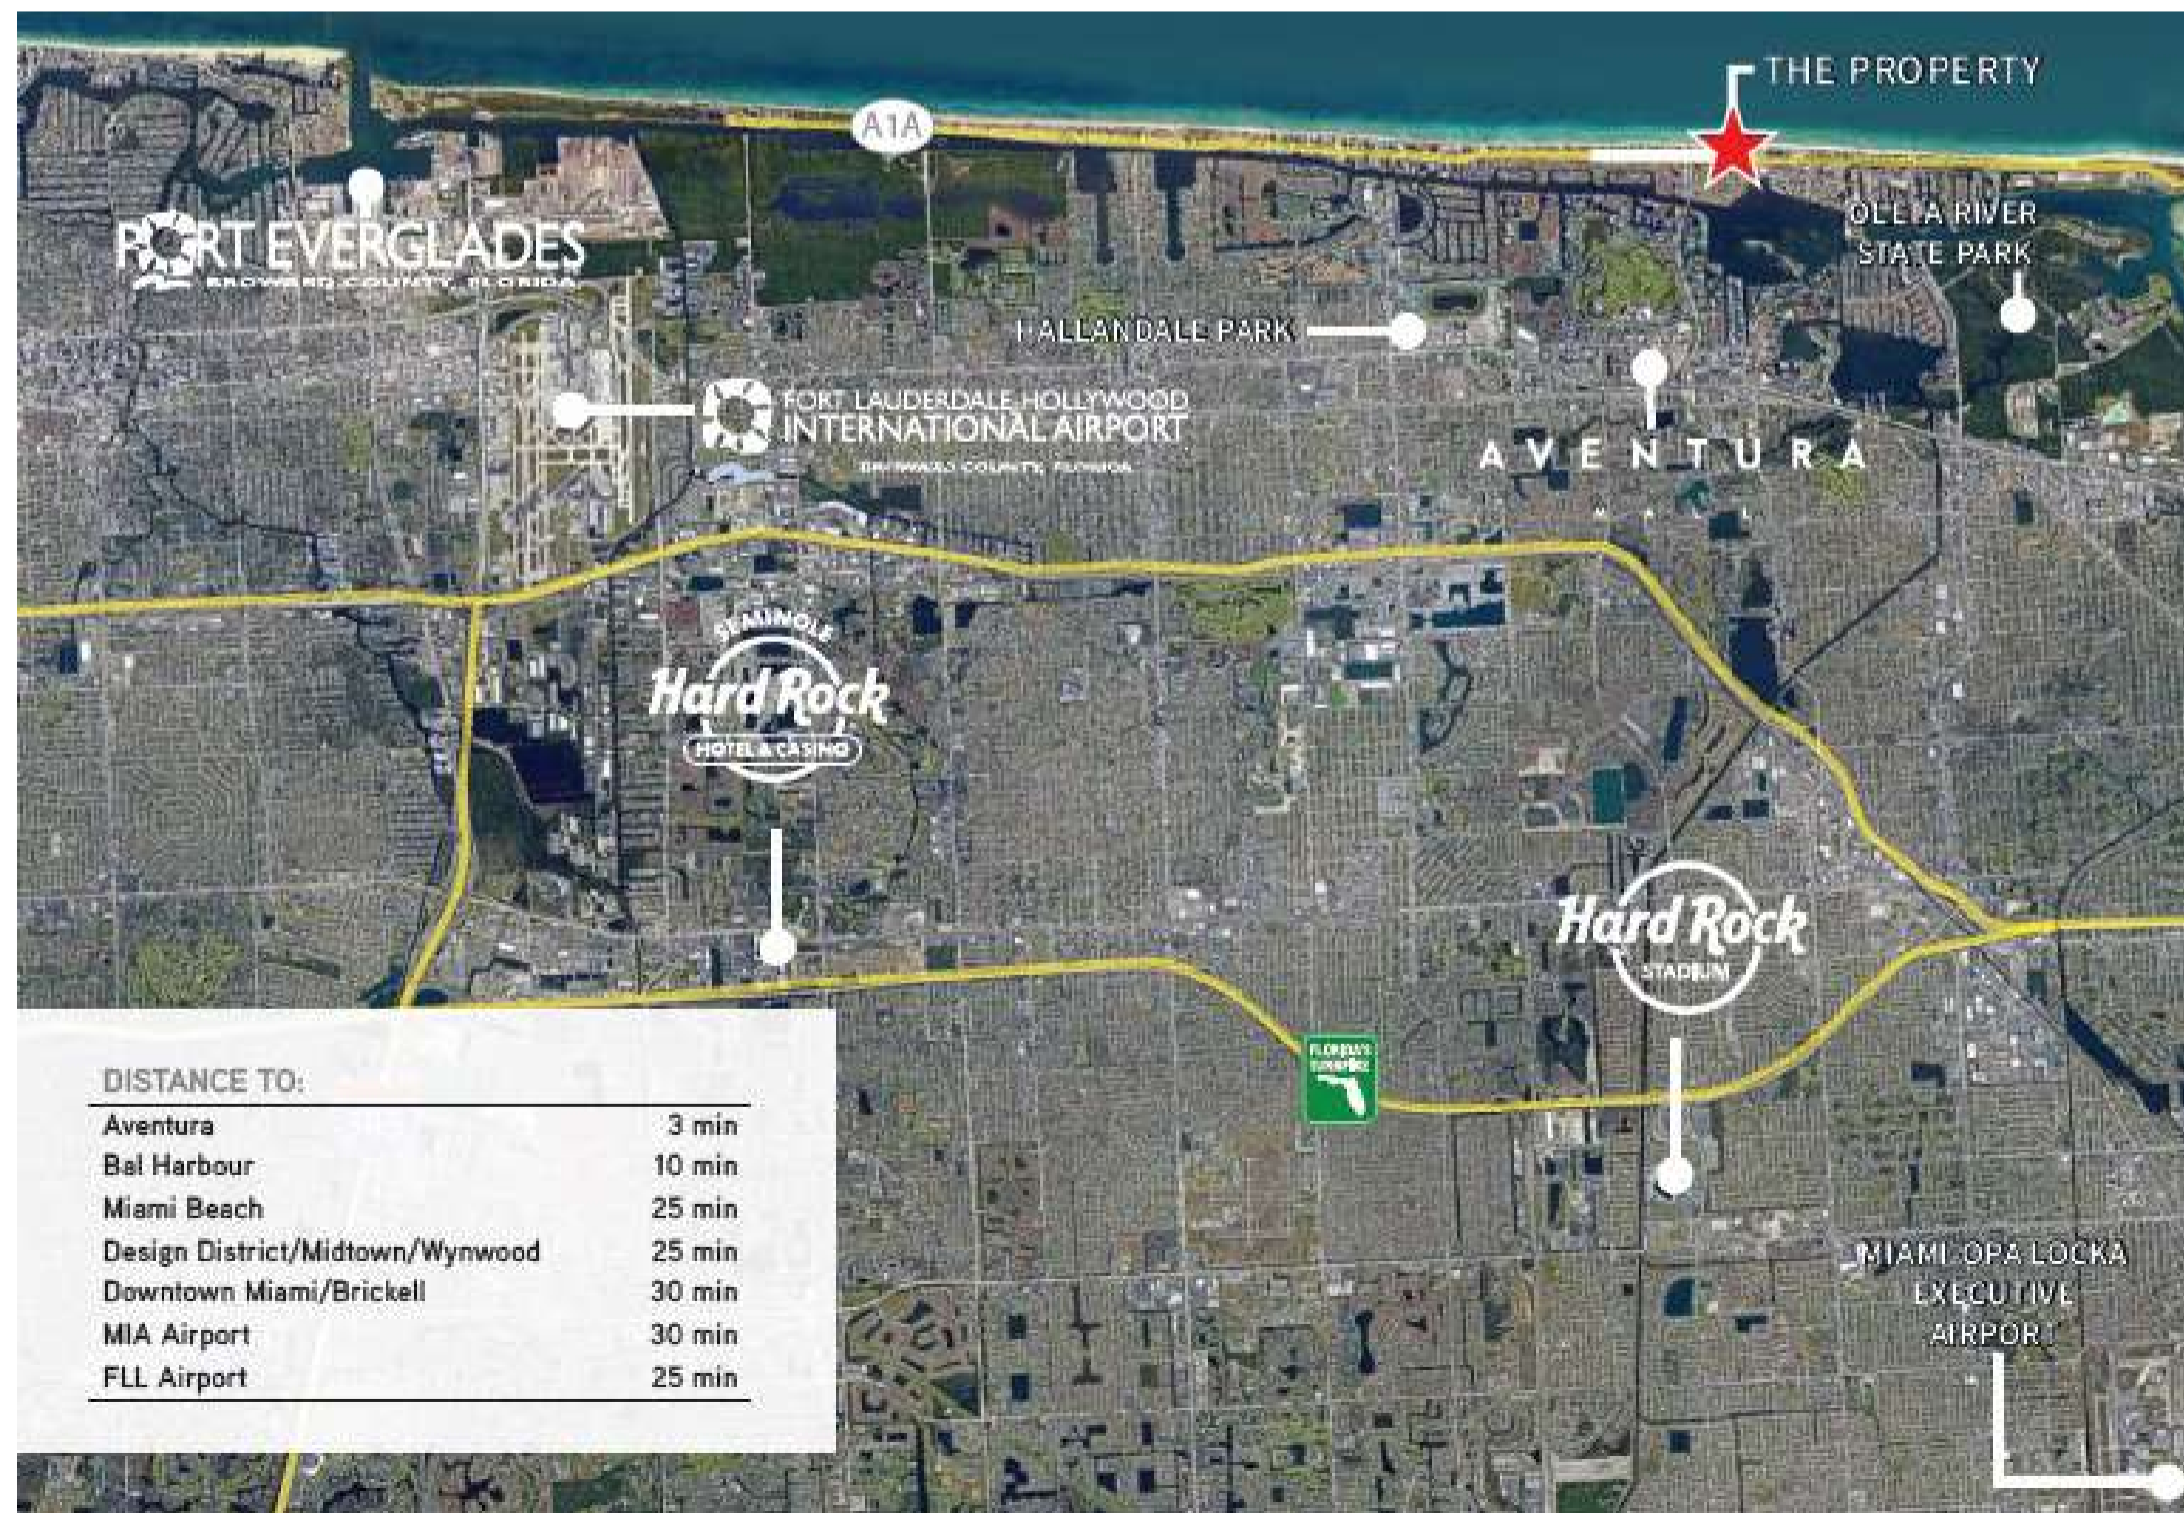 THE PROPERTY
A1A
OLETA RIVER
STATE PARK
PORT EVERGLADES
BROWARD COUNTY, FLORIDA
HALLANDALE PARK
FORT LAUDERDALE-HOLLYWOOD
INTERNATIONAL AIRPORT
BROWARD COUNTY, FLORIDA
AVENTURA
MALL
SEMINOLE
Hard Rock
HOTEL & CASINO
Hard Rock
STADIUM
FLORIDA'S
TURNPIKE
MIAMI-OPA LOCKA
EXECUTIVE
AIRPORT
DISTANCE TO:
Aventura 3 min
Bal Harbour 10 min
Miami Beach 25 min
Design District/Midtown/Wynwood 25 min
Downtown Miami/Brickell 30 min
MIA Airport 30 min
FLL Airport 25 min